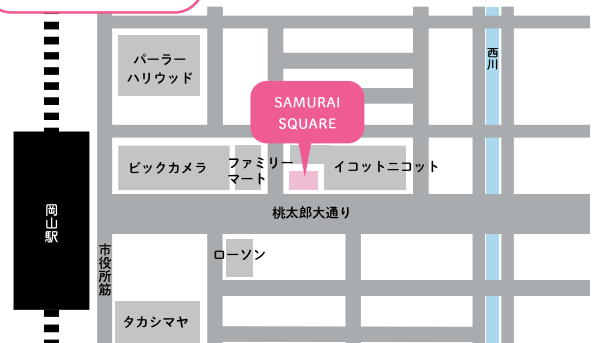 パーラー
ハリウッド
西川
SAMURAI
SQUARE
ビックカメラ
ファミリー
マート
イコットニコット
岡山駅
桃太郎大通り
市役所筋
ローソン
タカシマヤ